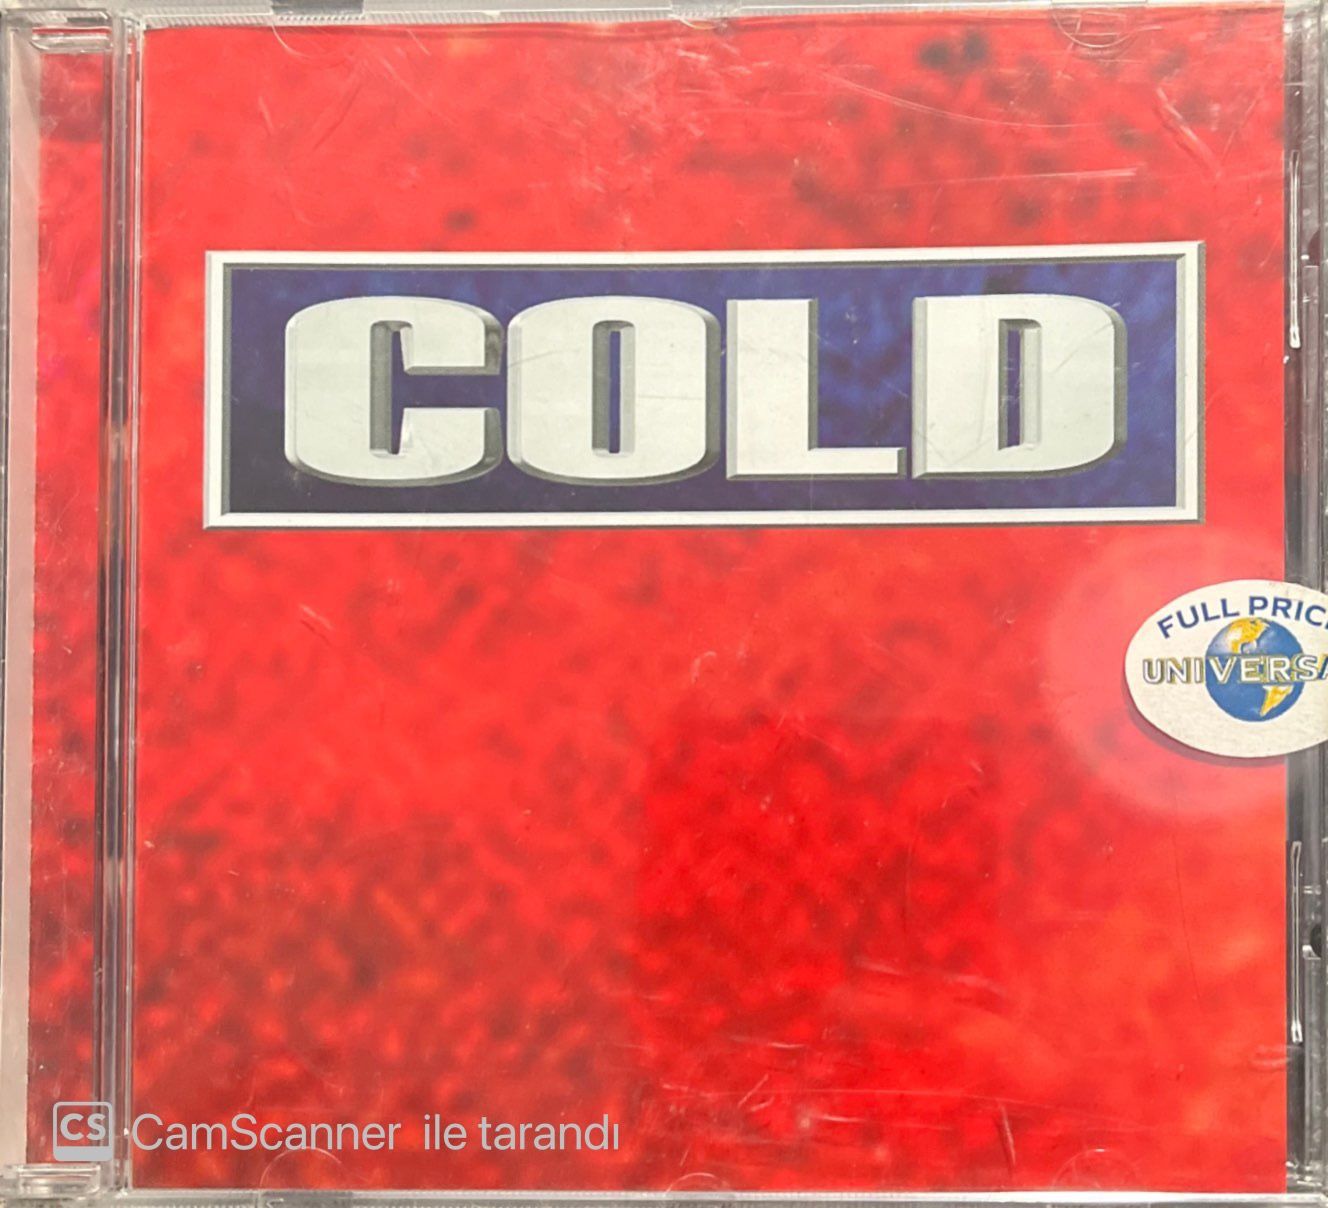 COLD
FULL PRIC
UNIVERSA
CS CamScanner ile tarandı